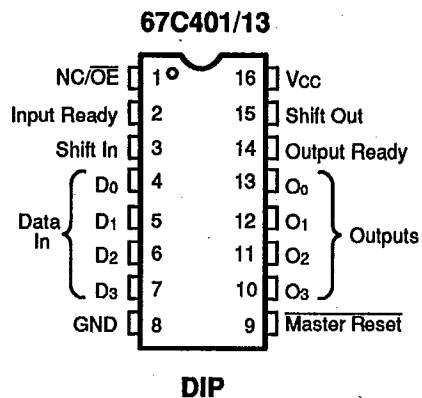 67C401/13
NC/OE 1 16 Vcc
Input Ready 2 15 Shift Out
Shift In 3 14 Output Ready
D0 4 13 O0
D1 5 12 O1
Data In
Outputs
D2 6 11 O2
D3 7 10 O3
GND 8 9 Master Reset
DIP